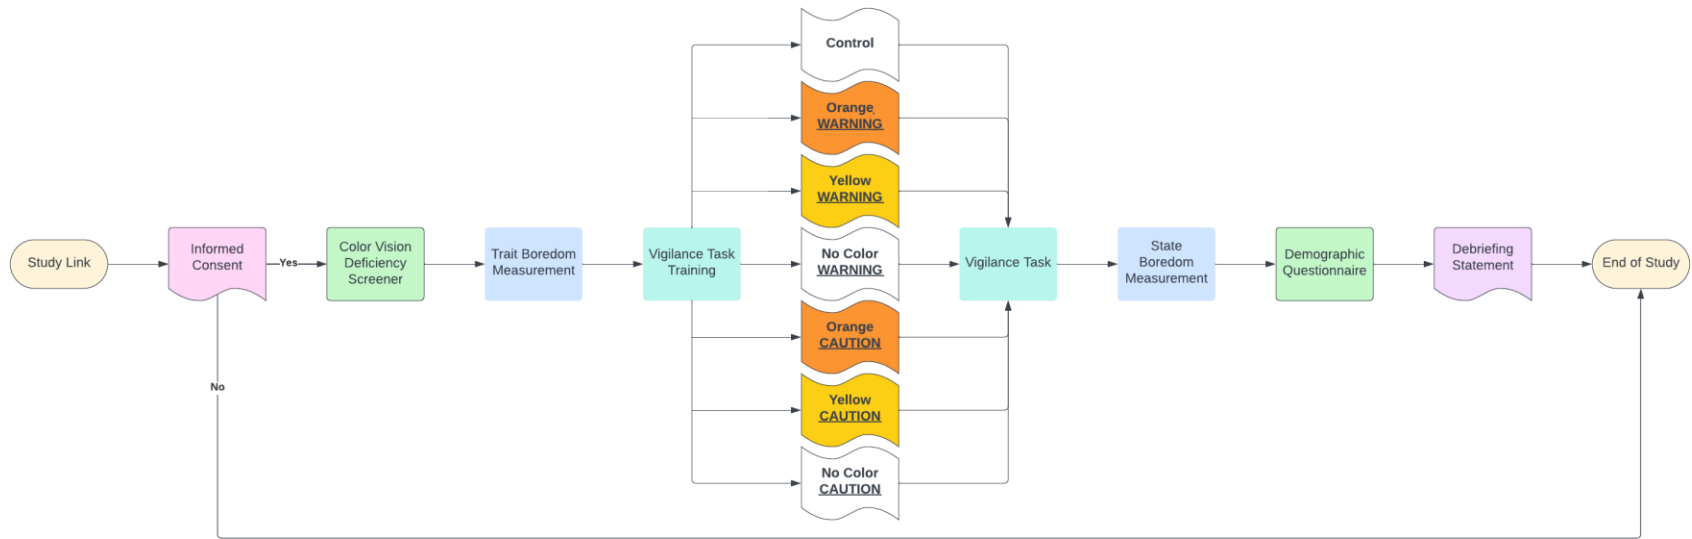 Study Link
Informed
Consent
Yes
No
Color Vision
Deficiency
Screener
Trait Boredom
Measurement
Vigilance Task
Training
Control
Orange
WARNING
Yellow
WARNING
No Color
WARNING
Orange
CAUTION
Yellow
CAUTION
No Color
CAUTION
Vigilance Task
State
Boredom
Measurement
Demographic
Questionnaire
Debriefing
Statement
End of Study